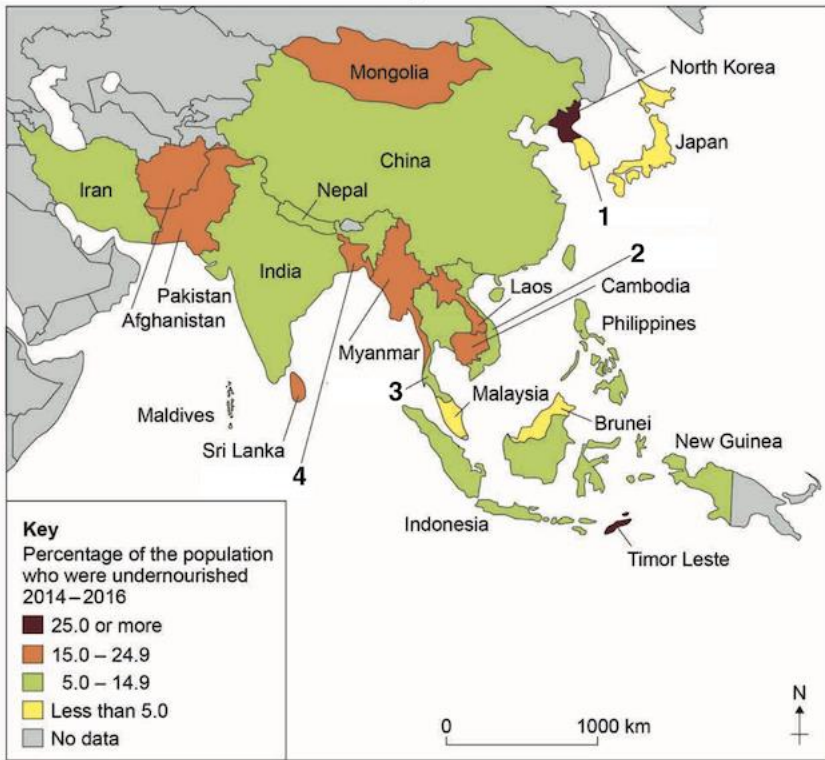 Mongolia
North Korea
China
Japan
Iran
Nepal
1
India
2
Laos
Pakistan
Cambodia
Afghanistan
Philippines
Myanmar
3
Malaysia
Maldives
Brunei
Sri Lanka
4
New Guinea
Indonesia
Timor Leste
Key
Percentage of the population
who were undernourished
2014–2016
25.0 or more
15.0 – 24.9
5.0 – 14.9
Less than 5.0
No data
0 1000 km
N